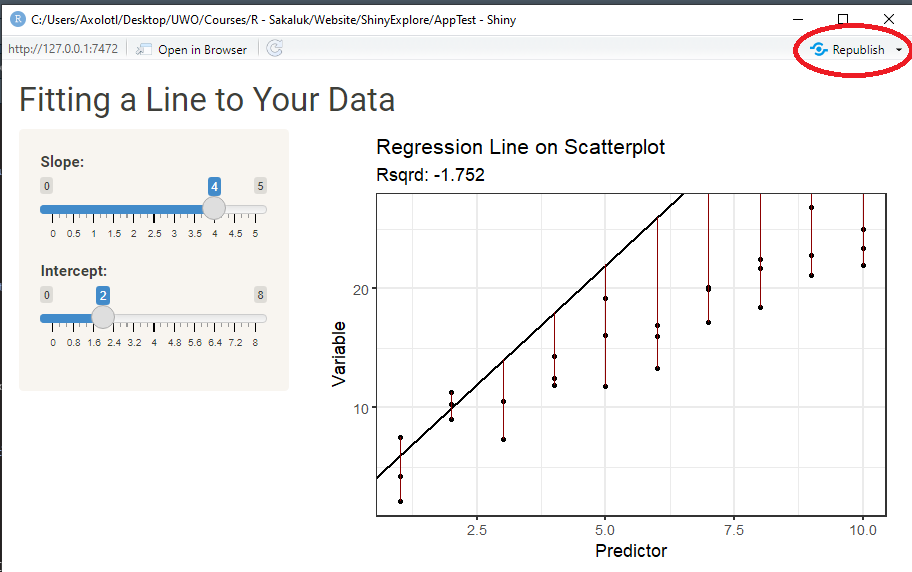 C:/Users/Axolotl/Desktop/UWO/Courses/R - Sakaluk/Website/ShinyExplore/AppTest - Shiny
http://127.0.0.1:7472 Open in Browser Republish
Fitting a Line to Your Data
Slope:
0 4 5
0 0.5 1 1.5 2 2.5 3 3.5 4 4.5 5
Intercept:
0 2 8
0 0.8 1.6 2.4 3.2 4 4.8 5.6 6.4 7.2 8
Regression Line on Scatterplot
Rsqrd: -1.752
20
10
Variable
2.5 5.0 7.5 10.0
Predictor